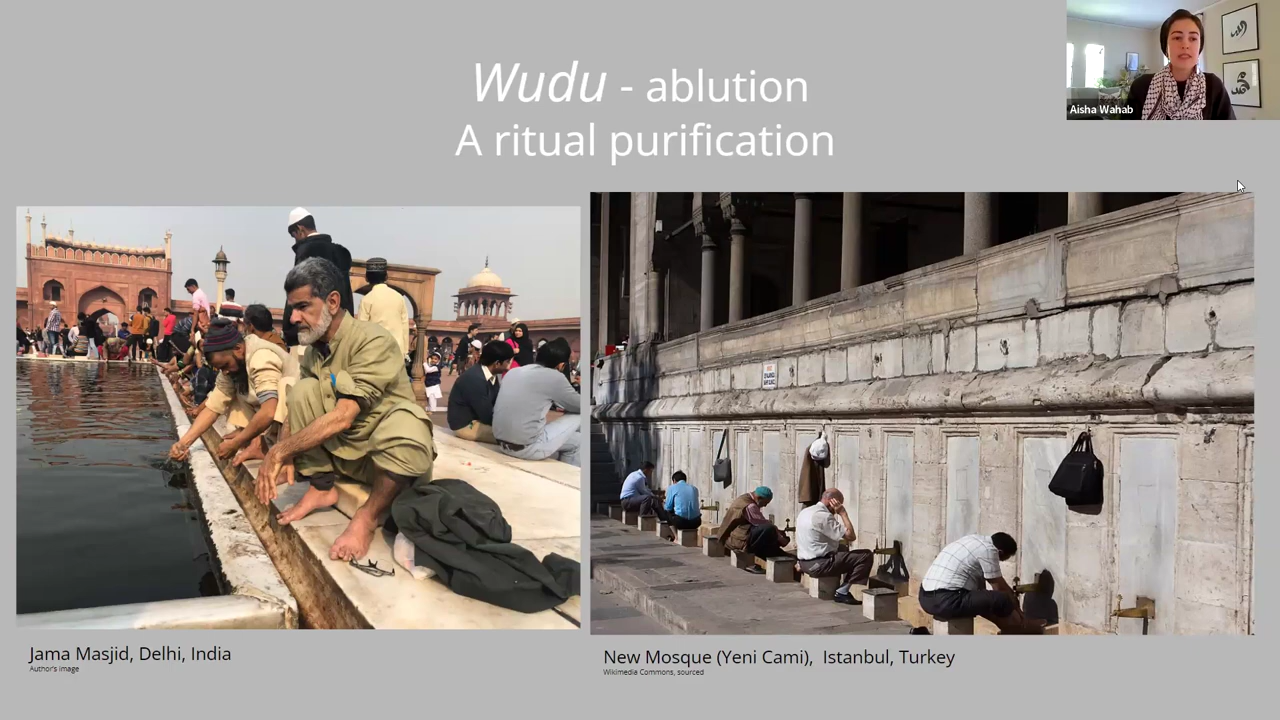 Wudu - ablution
A ritual purification
Aisha Wahab
Jama Masjid, Delhi, India
Author's image
New Mosque (Yeni Cami), Istanbul, Turkey
Wikimedia Commons, sourced